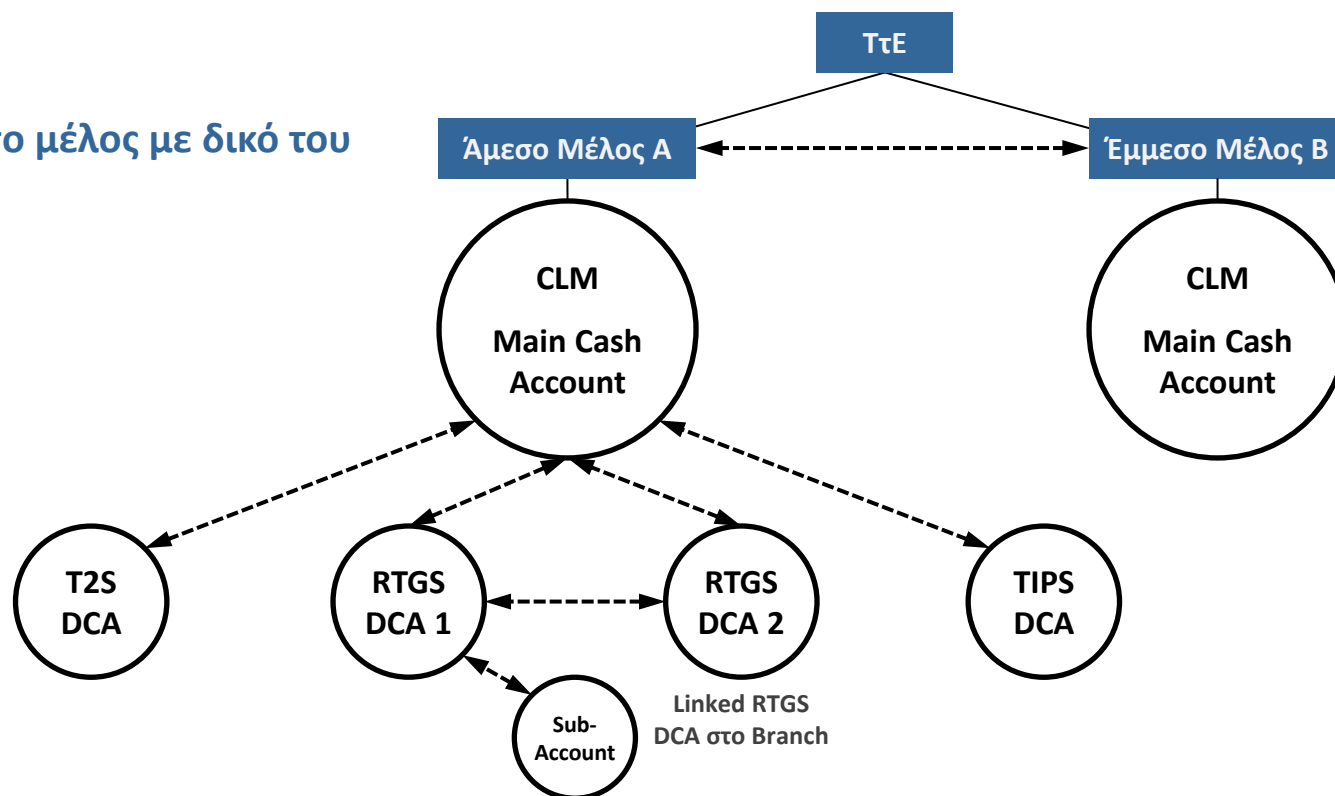 ΤτΕ
ο μέλος με δικό του
Άμεσο Μέλος Α
Έμμεσο Μέλος Β
CLM
Main Cash
Account
CLM
Main Cash
Account
T2S
DCA
RTGS
DCA 1
RTGS
DCA 2
TIPS
DCA
Sub-
Account
Linked RTGS
DCA στο Branch